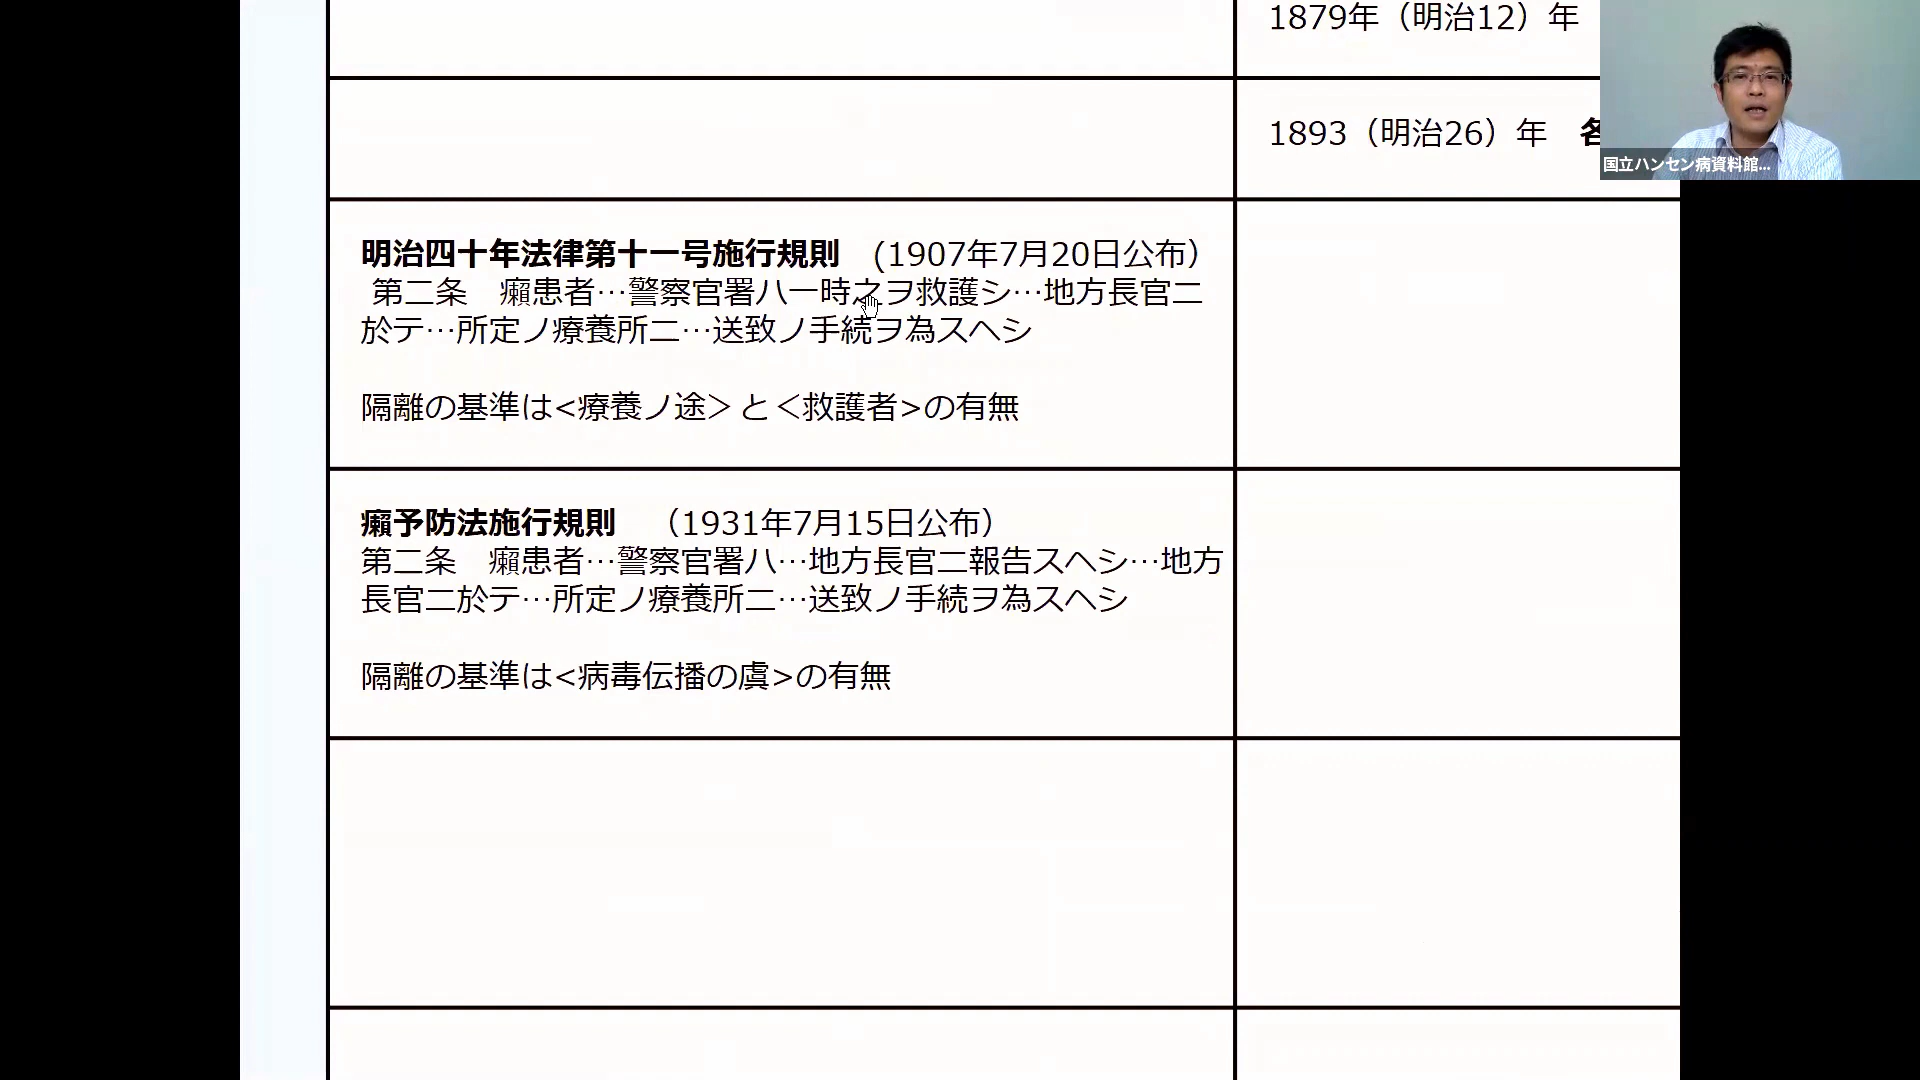 1879年（明治12）年
1893（明治26）年　各
国立ハンセン病資料館...
明治四十年法律第十一号施行規則　(1907年7月20日公布）
第二条　癩患者…警察官署ハ一時之ヲ救護シ…地方長官ニ
於テ…所定ノ療養所ニ…送致ノ手続ヲ為スヘシ
隔離の基準は<療養ノ途＞と＜救護者>の有無
癩予防法施行規則　（1931年7月15日公布）
第二条　癩患者…警察官署ハ…地方長官ニ報告スヘシ…地方
長官ニ於テ…所定ノ療養所ニ…送致ノ手続ヲ為スヘシ
隔離の基準は<病毒伝播の虞>の有無